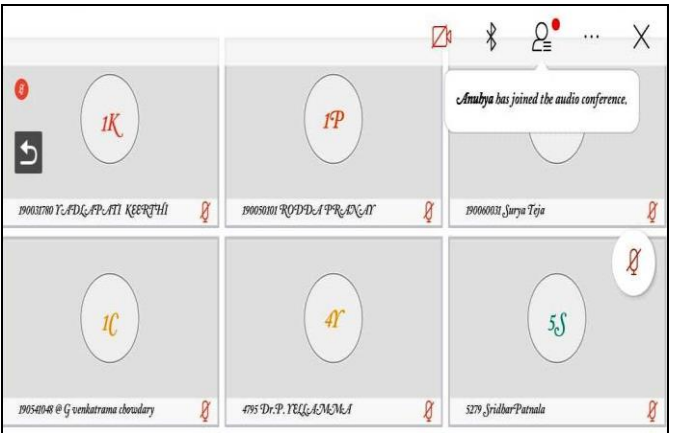 Anuhya has joined the audio conference.
1K
1P
190031780 YADLAPATI KEERTHI
190050101 RODDA PRANAY
190060031 Surya Teja
1C
4Y
5S
190541048 @ G venkatrama chowdary
4795 Dr.P. YELLAMMA
5279 SridharPatnala